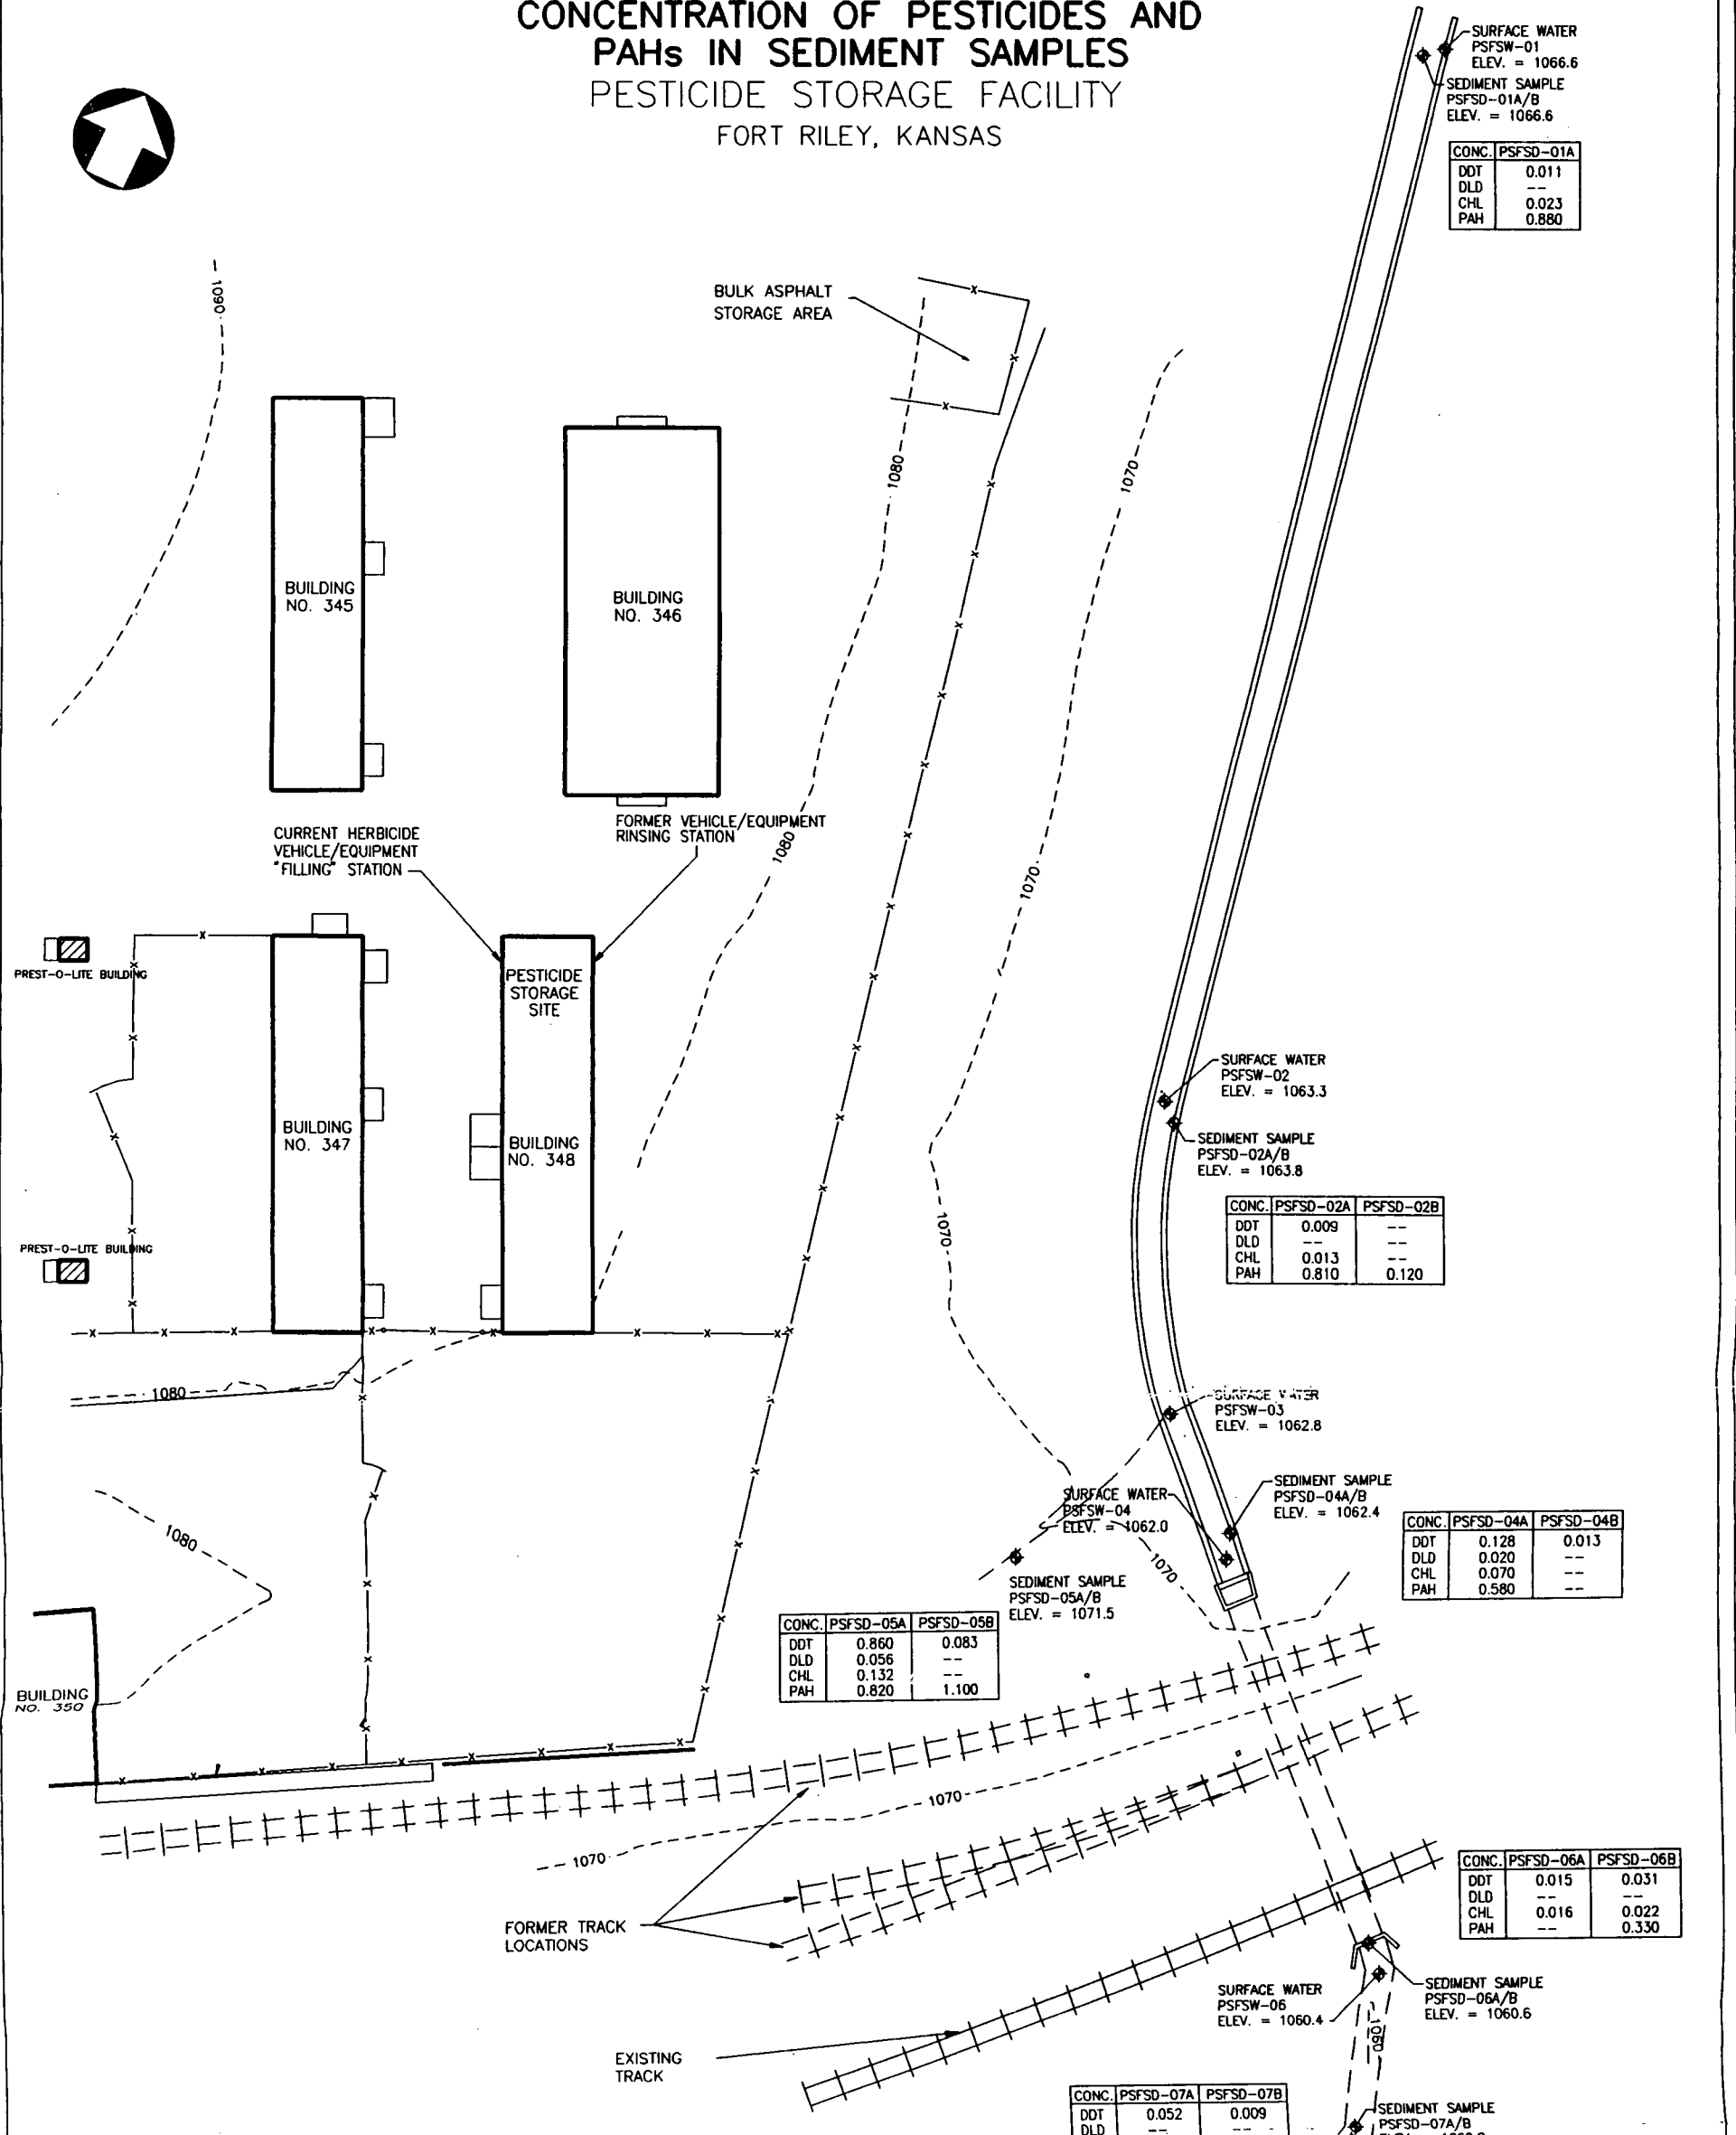 CONCENTRATION OF PESTICIDES AND
PAHs IN SEDIMENT SAMPLES
PESTICIDE STORAGE FACILITY
FORT RILEY, KANSAS
SURFACE WATER
PSFSW-01
ELEV. = 1066.6
SEDIMENT SAMPLE
PSFSD-01A/B
ELEV. = 1066.6
CONC. PSFSD-01A
DDT 0.011
DLD --
CHL 0.023
PAH 0.880
1090
BULK ASPHALT
STORAGE AREA
1080
1070
BUILDING
NO. 345
BUILDING
NO. 346
CURRENT HERBICIDE
VEHICLE/EQUIPMENT
"FILLING" STATION
FORMER VEHICLE/EQUIPMENT
RINSING STATION
1080
1070
PREST-O-LITE BUILDING
PESTICIDE
STORAGE
SITE
BUILDING
NO. 347
BUILDING
NO. 348
SURFACE WATER
PSFSW-02
ELEV. = 1063.3
SEDIMENT SAMPLE
PSFSD-02A/B
ELEV. = 1063.8
CONC. PSFSD-02A PSFSD-02B
DDT 0.009 --
DLD -- --
CHL 0.013 --
PAH 0.810 0.120
1070
PREST-O-LITE BUILDING
1080
SURFACE WATER
PSFSW-03
ELEV. = 1062.8
SURFACE WATER
PSFSW-04
ELEV. = 1062.0
SEDIMENT SAMPLE
PSFSD-04A/B
ELEV. = 1062.4
CONC. PSFSD-04A PSFSD-04B
DDT 0.128 0.013
DLD 0.020 --
CHL 0.070 --
PAH 0.580 --
1080
1070
SEDIMENT SAMPLE
PSFSD-05A/B
ELEV. = 1071.5
CONC. PSFSD-05A PSFSD-05B
DDT 0.860 0.083
DLD 0.056 --
CHL 0.132 --
PAH 0.820 1.100
BUILDING
NO. 350
1070
1070
FORMER TRACK
LOCATIONS
CONC. PSFSD-06A PSFSD-06B
DDT 0.015 0.031
DLD -- --
CHL 0.016 0.022
PAH -- 0.330
SURFACE WATER
PSFSW-06
ELEV. = 1060.4
SEDIMENT SAMPLE
PSFSD-06A/B
ELEV. = 1060.6
1060
EXISTING
TRACK
CONC. PSFSD-07A PSFSD-07B
DDT 0.052 0.009
DLD -- --
SEDIMENT SAMPLE
PSFSD-07A/B